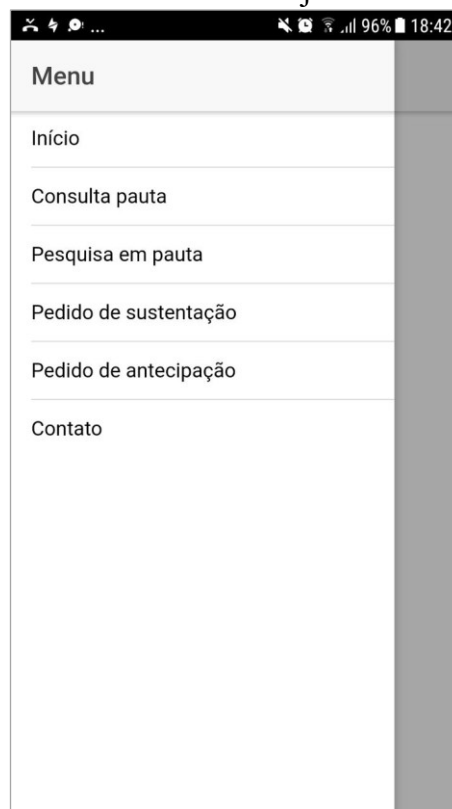 ... 96% 18:42
Menu
Início
Consulta pauta
Pesquisa em pauta
Pedido de sustentação
Pedido de antecipação
Contato